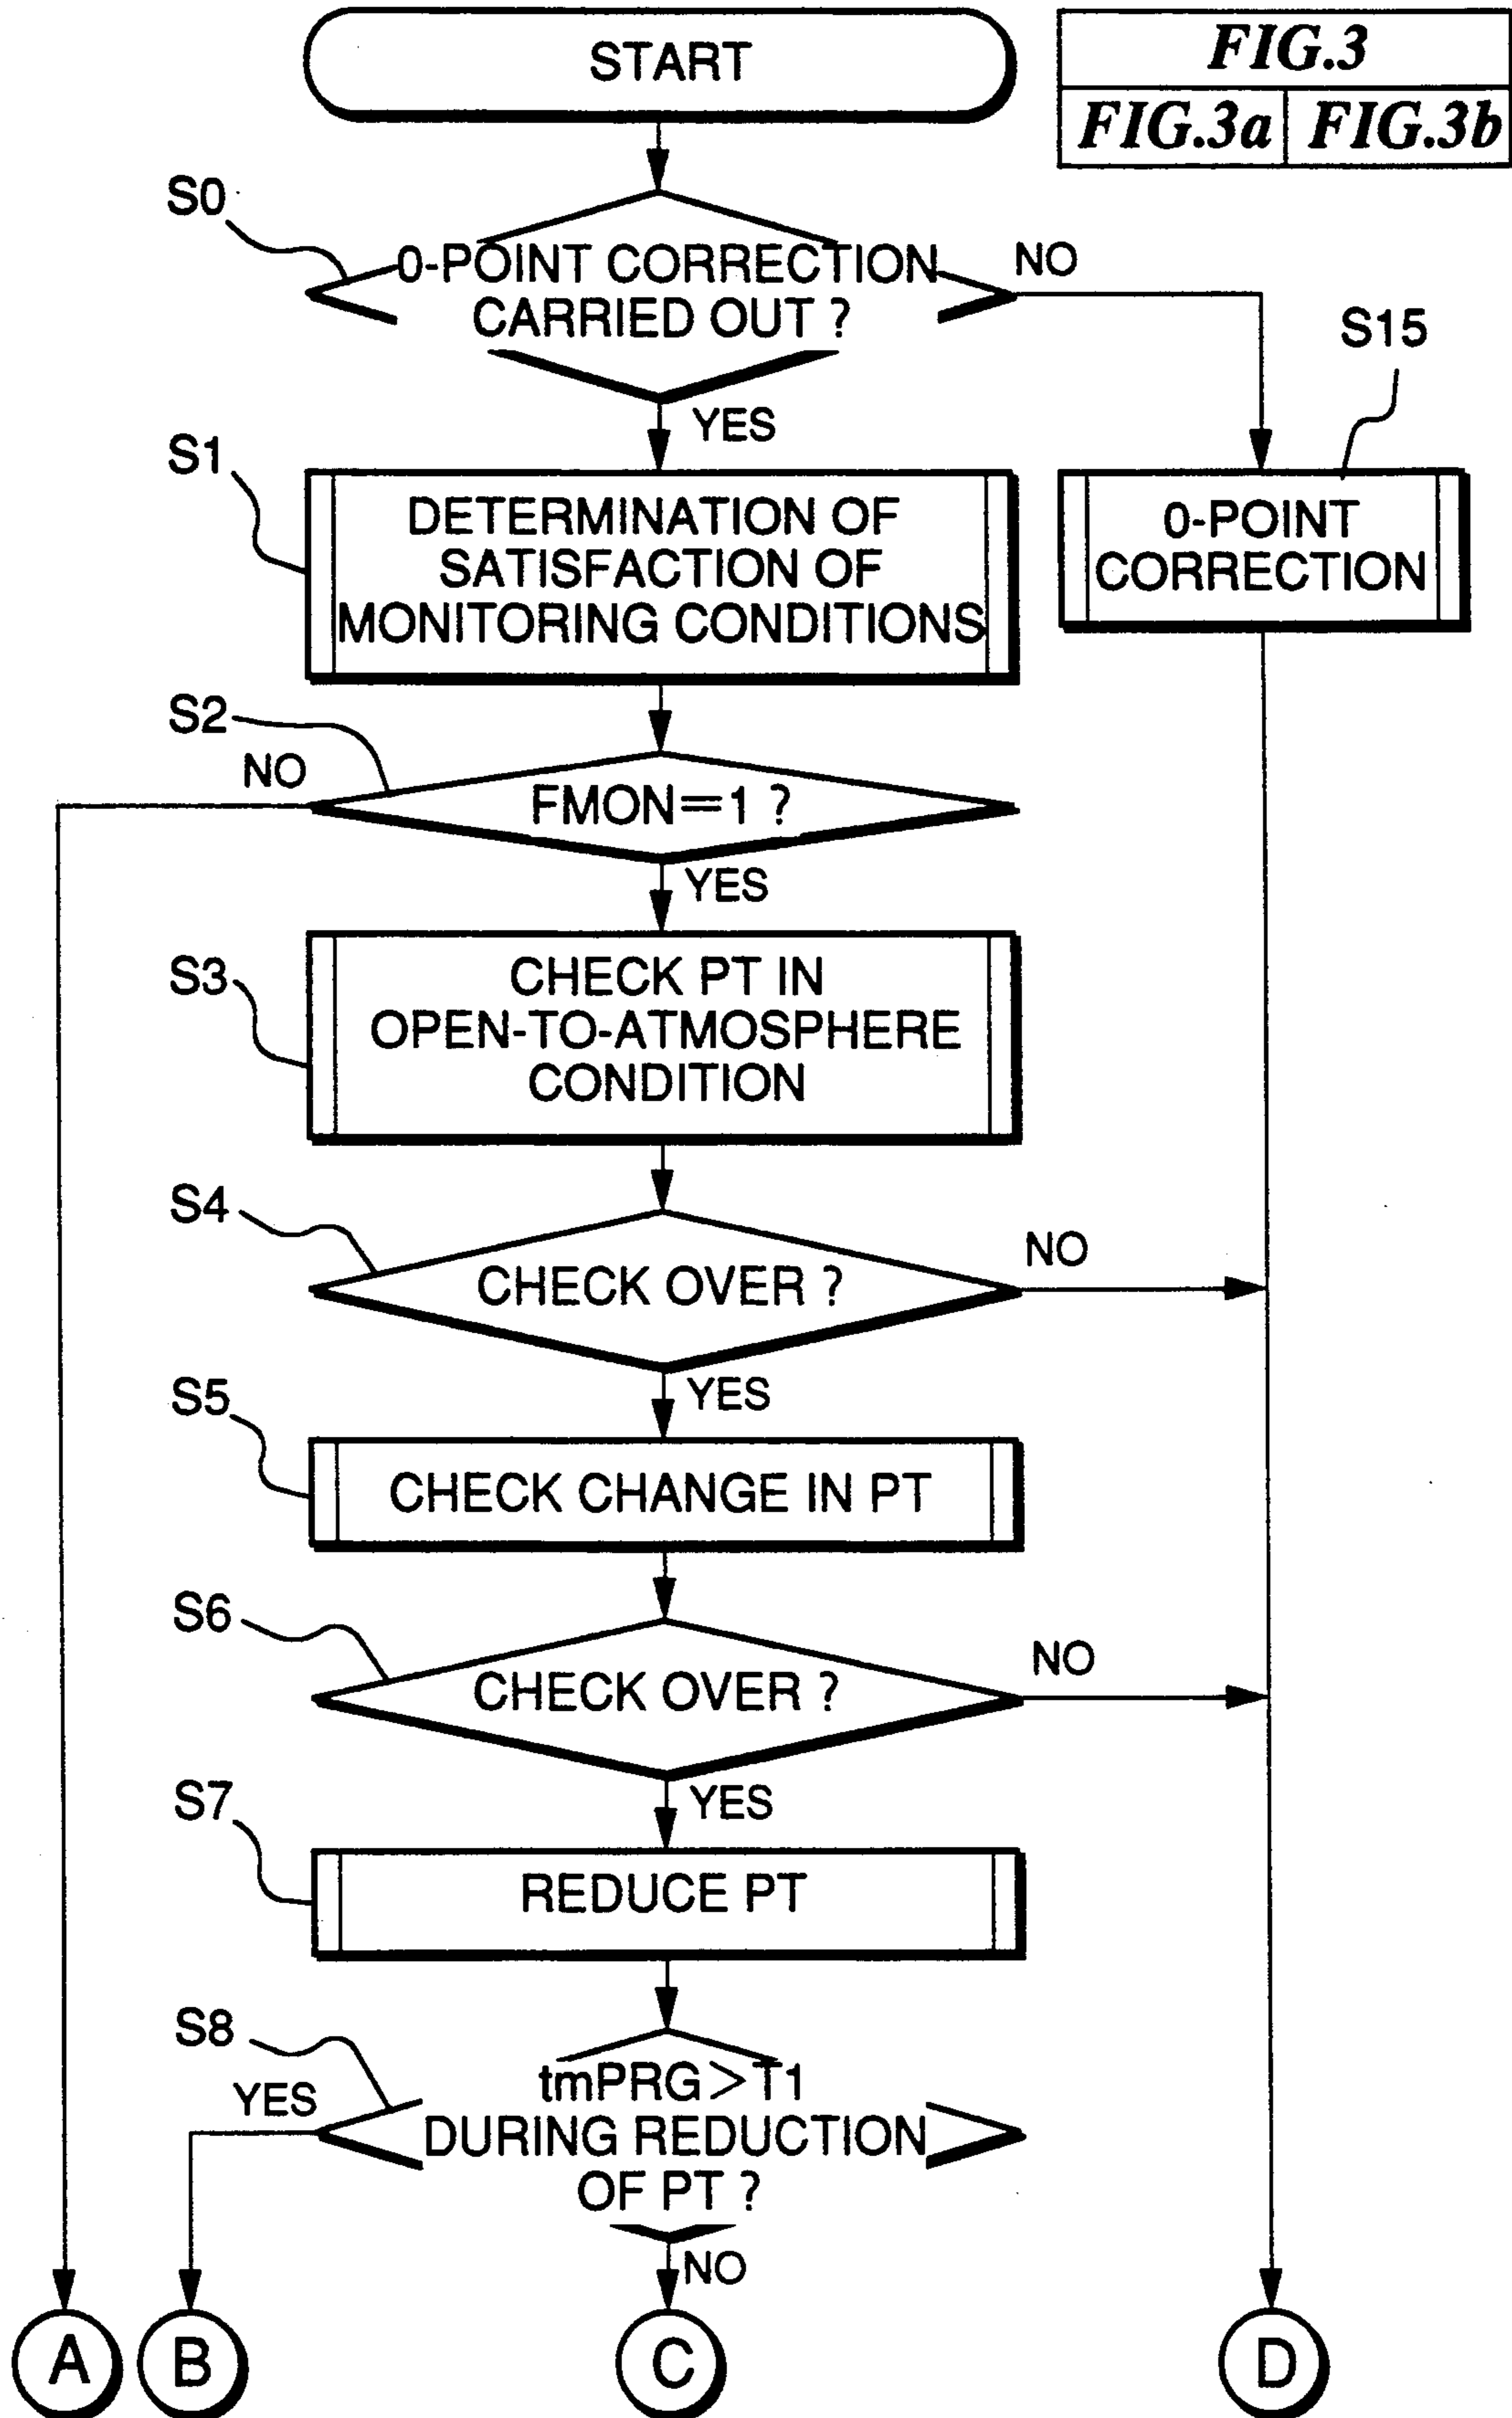 START
FIG.3
FIG.3a FIG.3b
S0
0-POINT CORRECTION
CARRIED OUT ?
NO
YES
S15
0-POINT
CORRECTION
S1
DETERMINATION OF
SATISFACTION OF
MONITORING CONDITIONS
S2
NO
FMON=1 ?
YES
S3
CHECK PT IN
OPEN-TO-ATMOSPHERE
CONDITION
S4
CHECK OVER ?
NO
YES
S5
CHECK CHANGE IN PT
S6
CHECK OVER ?
NO
YES
S7
REDUCE PT
S8
YES
tmPRG>T1
DURING REDUCTION
OF PT ?
NO
A
B
C
D